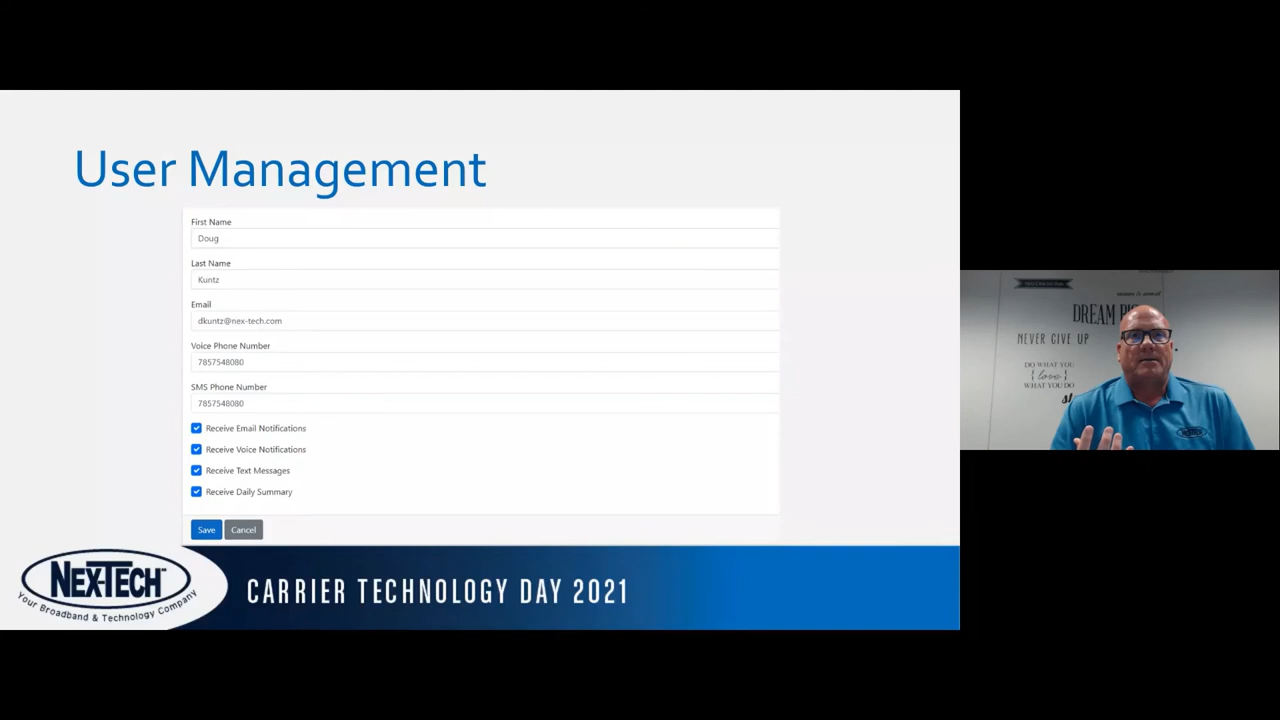 User Management
First Name
Doug
Last Name
Kuntz
Email
dkuntz@nex-tech.com
Voice Phone Number
7857548080
SMS Phone Number
7857548080
Receive Email Notifications
Receive Voice Notifications
Receive Text Messages
Receive Daily Summary
Save Cancel
NEX-TECH
Your Broadband & Technology Company
CARRIER TECHNOLOGY DAY 2021
DREAM
NEVER GIVE UP
DO WHAT YOU
{ love }
WHAT YOU DO
NEX-TECH